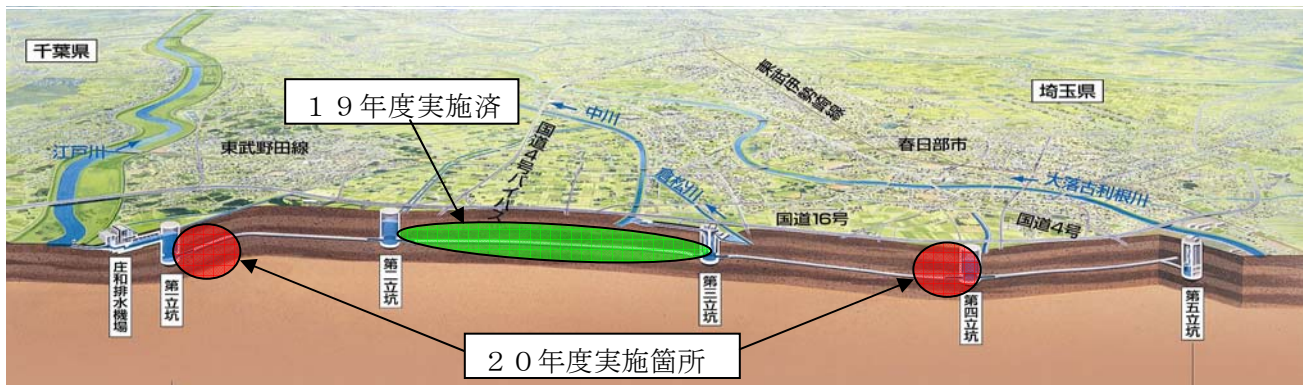 千葉県
19年度実施済
東武伊勢崎線
埼玉県
中川
国道4号バイパス
江戸川
東武野田線
春日部市
倉松川
大落古利根川
国道16号
国道4号
庄和排水機場
第一立坑
第二立坑
第三立坑
第四立坑
第五立坑
20年度実施箇所